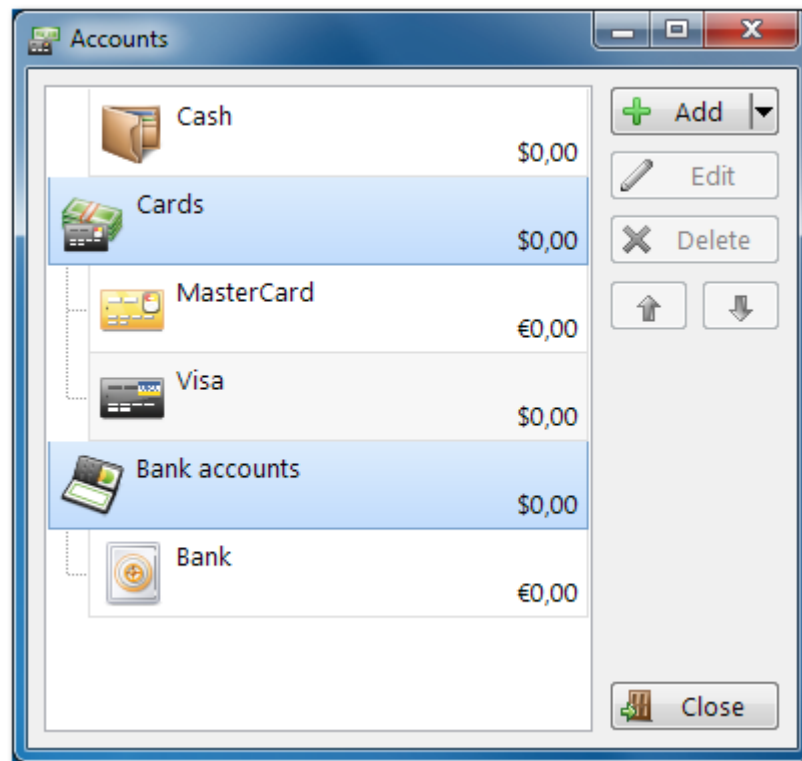 Accounts
Cash
$0,00
Cards
$0,00
MasterCard
€0,00
Visa
$0,00
Bank accounts
$0,00
Bank
€0,00
Add
Edit
Delete
Close